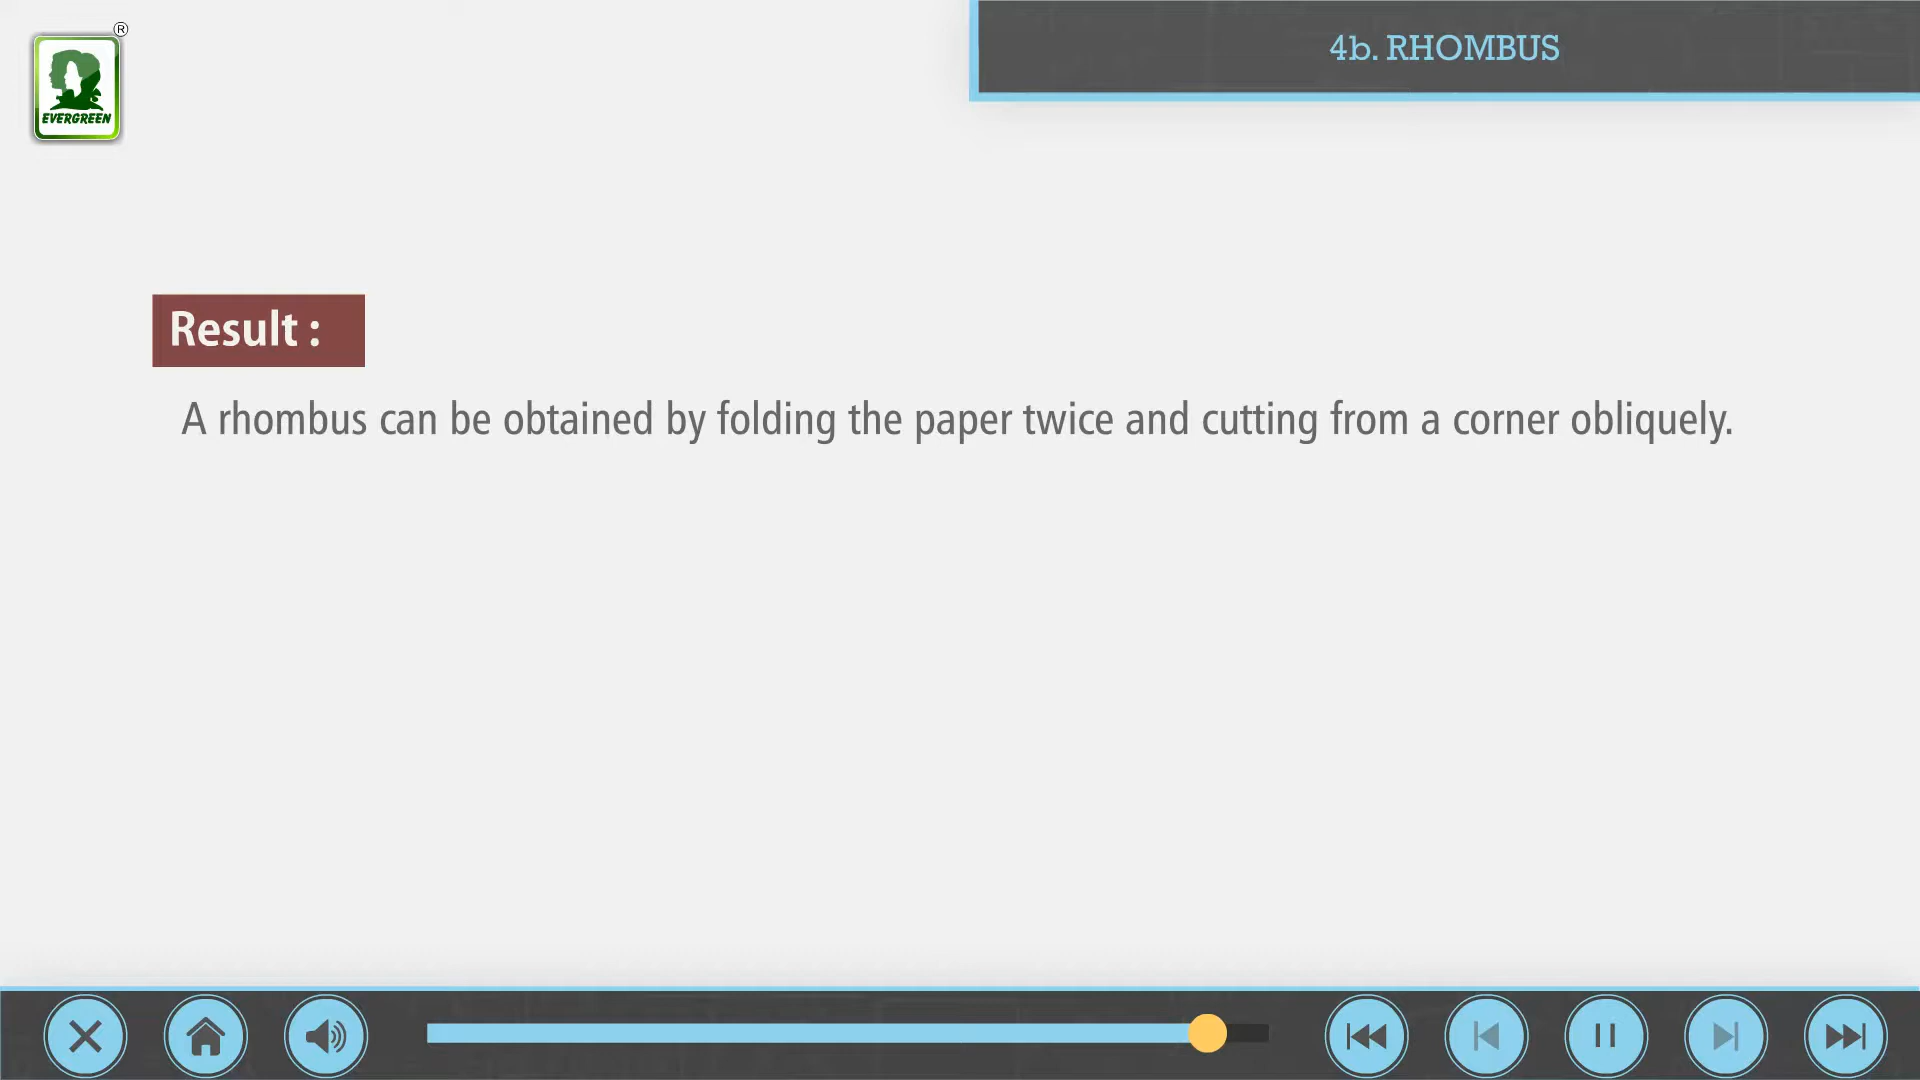 ®
EVERGREEN
4b. RHOMBUS
Result :
A rhombus can be obtained by folding the paper twice and cutting from a corner obliquely.